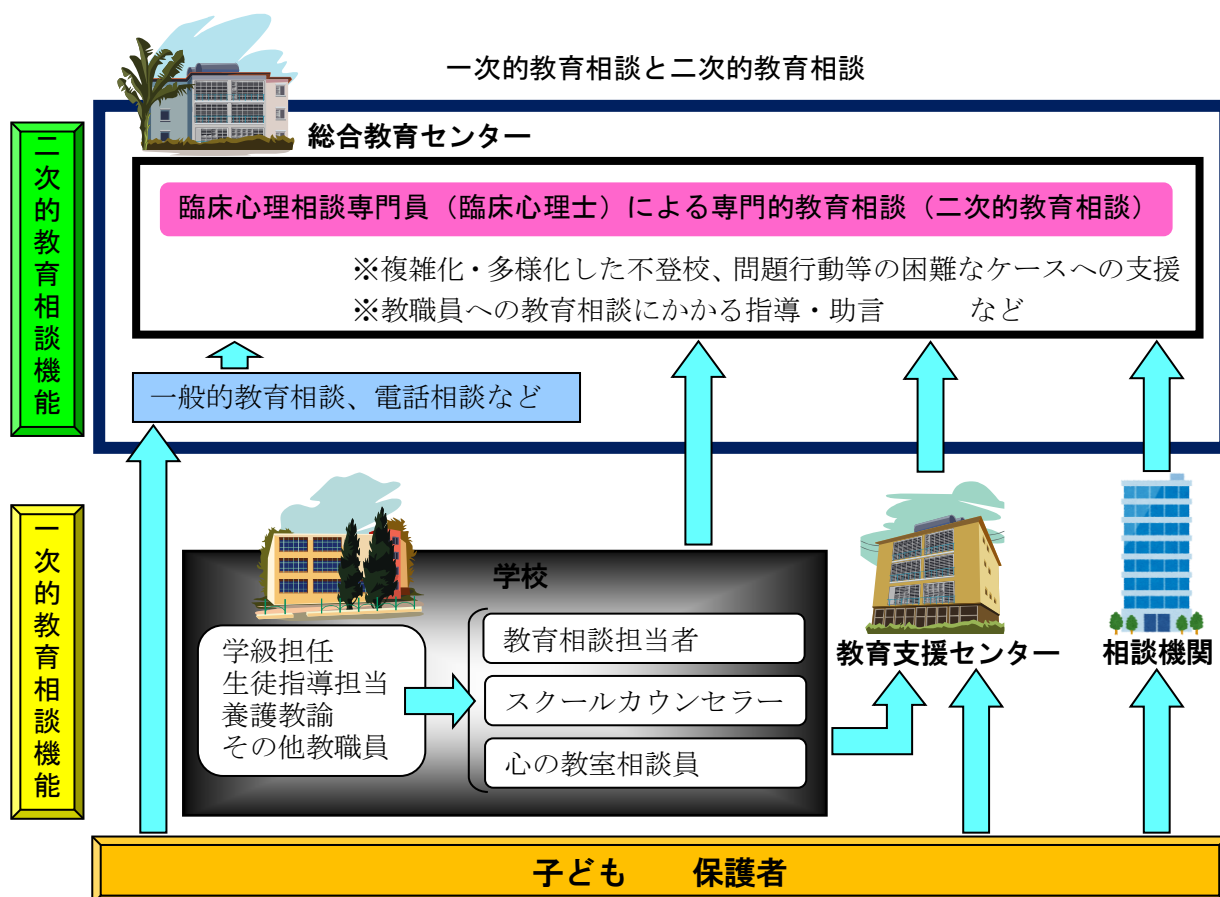 一次的教育相談と二次的教育相談
総合教育センター
二次的教育相談機能
臨床心理相談専門員（臨床心理士）による専門的教育相談（二次的教育相談）
※複雑化・多様化した不登校、問題行動等の困難なケースへの支援
※教職員への教育相談にかかる指導・助言　　　など
一般的教育相談、電話相談など
一次的教育相談機能
学校
学級担任
生徒指導担当
養護教諭
その他教職員
教育相談担当者
スクールカウンセラー
心の教室相談員
教育支援センター
相談機関
子ども　　保護者